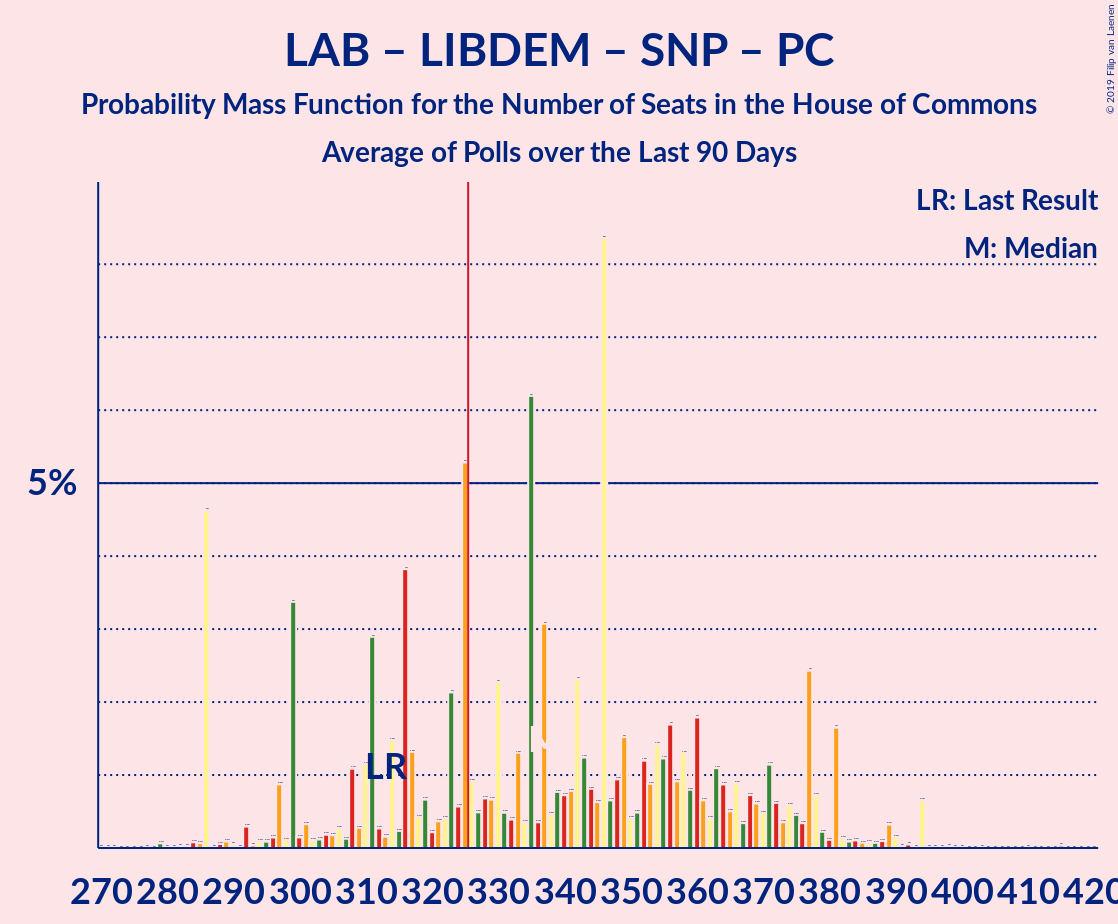 LAB – LIBDEM – SNP – PC
Probability Mass Function for the Number of Seats in the House of Commons
Average of Polls over the Last 90 Days
© 2019 Filip van Laenen
LR: Last Result
M: Median
5%
LR
270 280 290 300 310 320 330 340 350 360 370 380 390 400 410 420